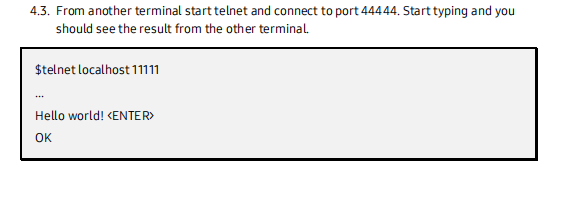 4.3. From another terminal start telnet and connect to port 44444. Start typing and you
should see the result from the other terminal.
$telnet localhost 11111
...
Hello world! <ENTER>
OK